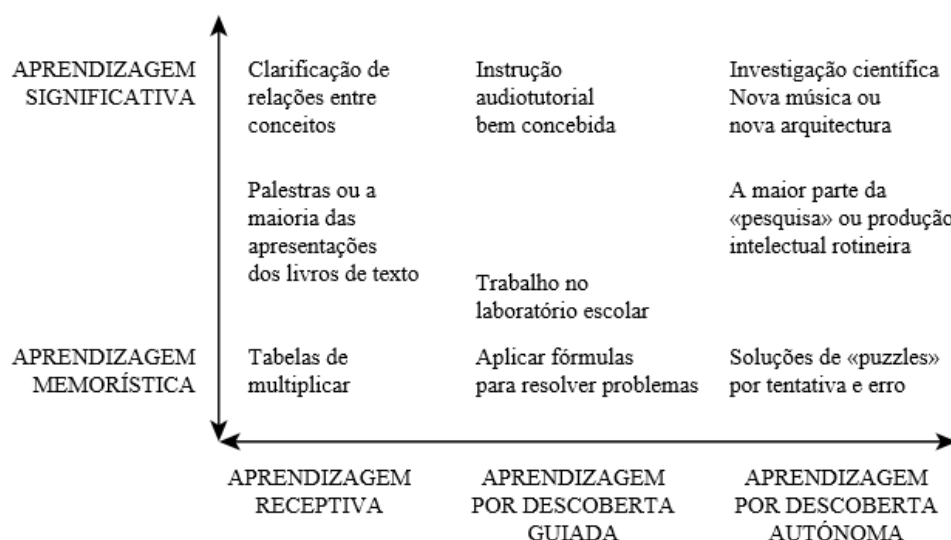 APRENDIZAGEM
SIGNIFICATIVA
Clarificação de
relações entre
conceitos
Instrução
audiotutorial
bem concebida
Investigação científica
Nova música ou
nova arquitectura
Palestras ou a
maioria das
apresentações
dos livros de texto
A maior parte da
«pesquisa» ou produção
intelectual rotineira
Trabalho no
laboratório escolar
APRENDIZAGEM
MEMORÍSTICA
Tabelas de
multiplicar
Aplicar fórmulas
para resolver problemas
Soluções de «puzzles»
por tentativa e erro
APRENDIZAGEM
RECEPTIVA
APRENDIZAGEM
POR DESCOBERTA
GUIADA
APRENDIZAGEM
POR DESCOBERTA
AUTÓNOMA